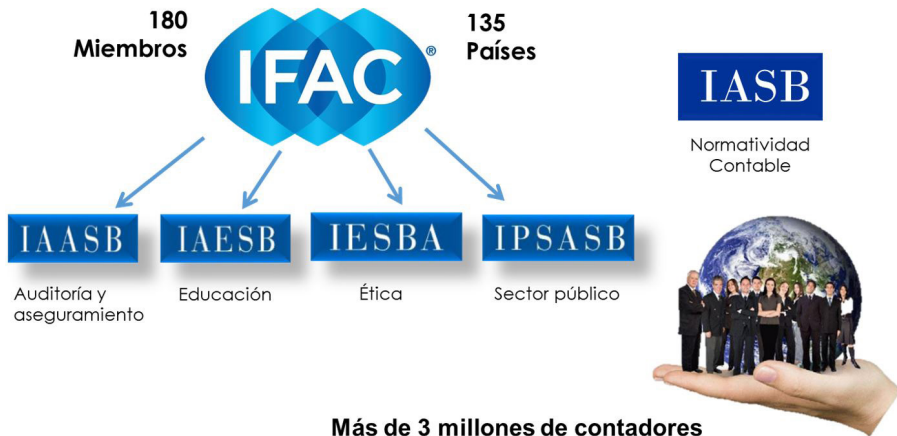 180
Miembros
IFAC®
135
Países
IASB
Normatividad
Contable
IAASB
IAESB
IESBA
IPSASB
Auditoría y
aseguramiento
Educación
Ética
Sector público
Más de 3 millones de contadores